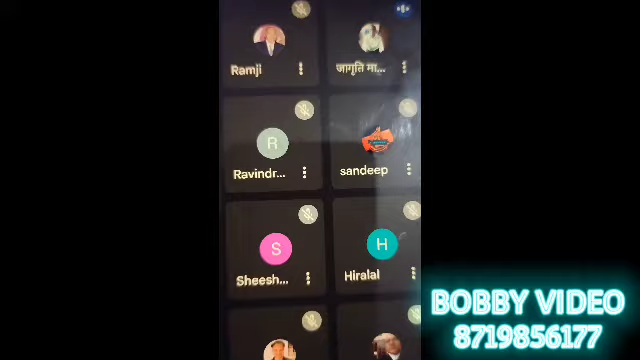 Ramji
जागृति मा...
R
Ravindr...
sandeep
S
Sheesh...
H
Hiralal
BOBBY VIDEO
8719856177